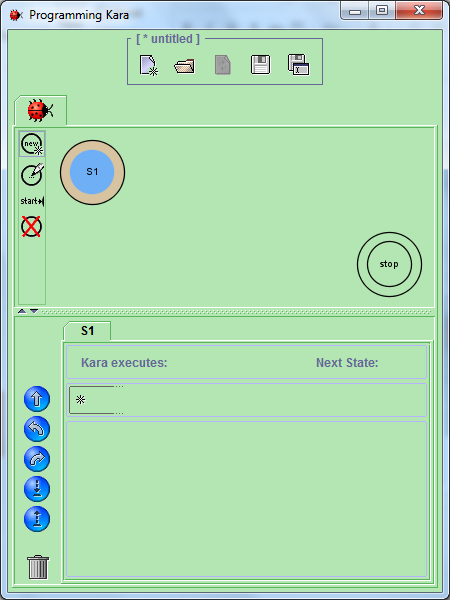 Programming Kara
[ * untitled ]
new
S1
start
stop
S1
Kara executes:
Next State: